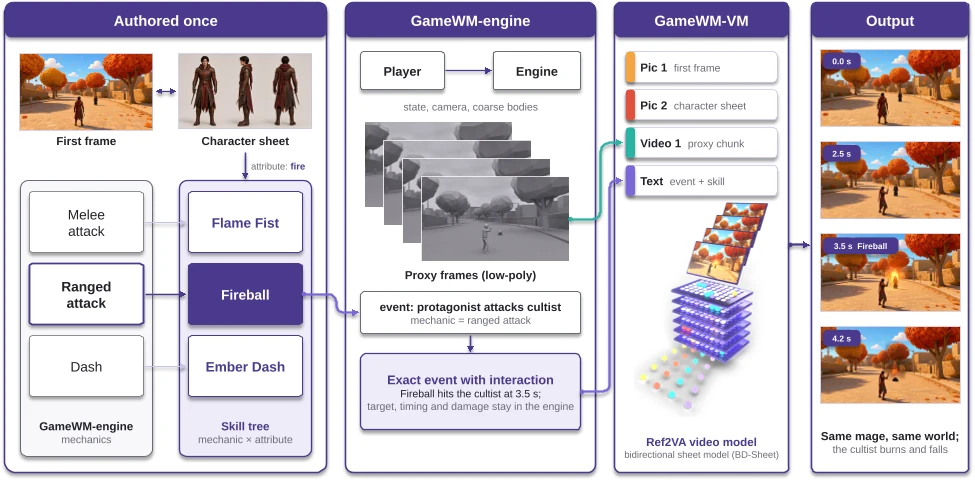 Authored once
First frame
Character sheet
attribute: fire
Melee
attack
Flame Fist
Ranged
attack
Fireball
Dash
Ember Dash
GameWM-engine
mechanics
Skill tree
mechanic × attribute
GameWM-engine
Player
Engine
state, camera, coarse bodies
Proxy frames (low-poly)
event: protagonist attacks cultist
mechanic = ranged attack
Exact event with interaction
Fireball hits the cultist at 3.5 s;
target, timing and damage stay in the engine
GameWM-VM
Pic 1 first frame
Pic 2 character sheet
Video 1 proxy chunk
Text event + skill
Ref2VA video model
bidirectional sheet model (BD-Sheet)
Output
0.0 s
2.5 s
3.5 s Fireball
4.2 s
Same mage, same world;
the cultist burns and falls